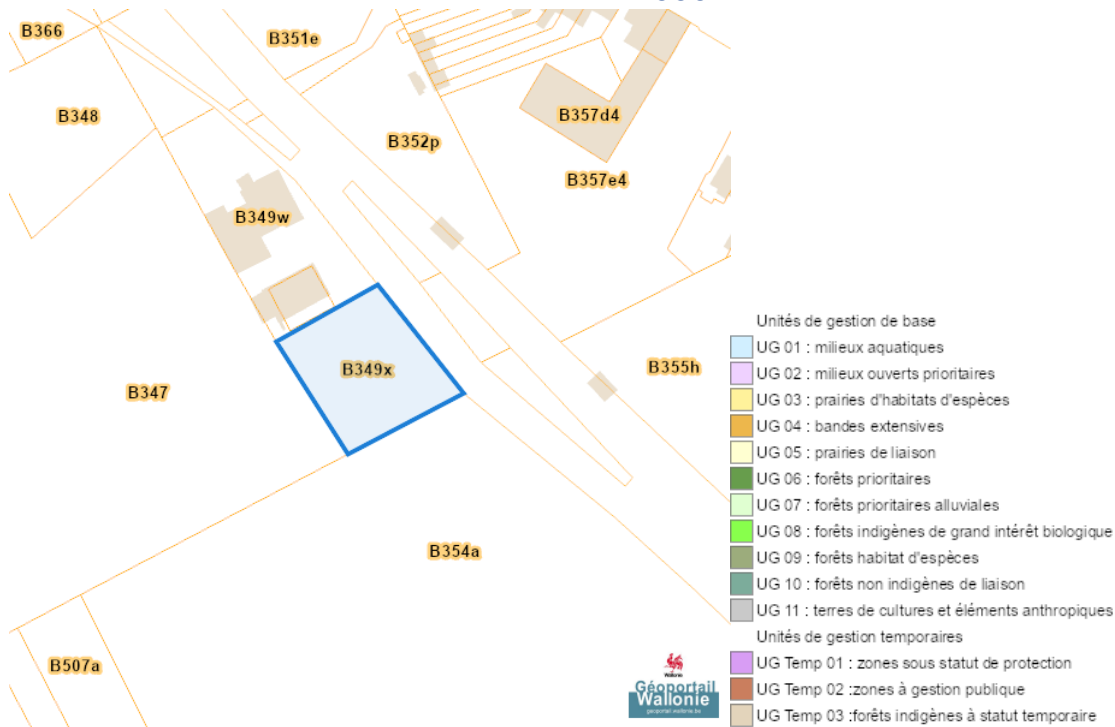 B366
B351e
B348
B352p
B357d4
B357e4
B349w
B349x
B347
B355h
B354a
B507a
Wallonie
Géoportail
Wallonie
geoportail.wallonie.be
Unités de gestion de base
UG 01 : milieux aquatiques
UG 02 : milieux ouverts prioritaires
UG 03 : prairies d'habitats d'espèces
UG 04 : bandes extensives
UG 05 : prairies de liaison
UG 06 : forêts prioritaires
UG 07 : forêts prioritaires alluviales
UG 08 : forêts indigènes de grand intérêt biologique
UG 09 : forêts habitat d'espèces
UG 10 : forêts non indigènes de liaison
UG 11 : terres de cultures et éléments anthropiques
Unités de gestion temporaires
UG Temp 01 : zones sous statut de protection
UG Temp 02 :zones à gestion publique
UG Temp 03 :forêts indigènes à statut temporaire